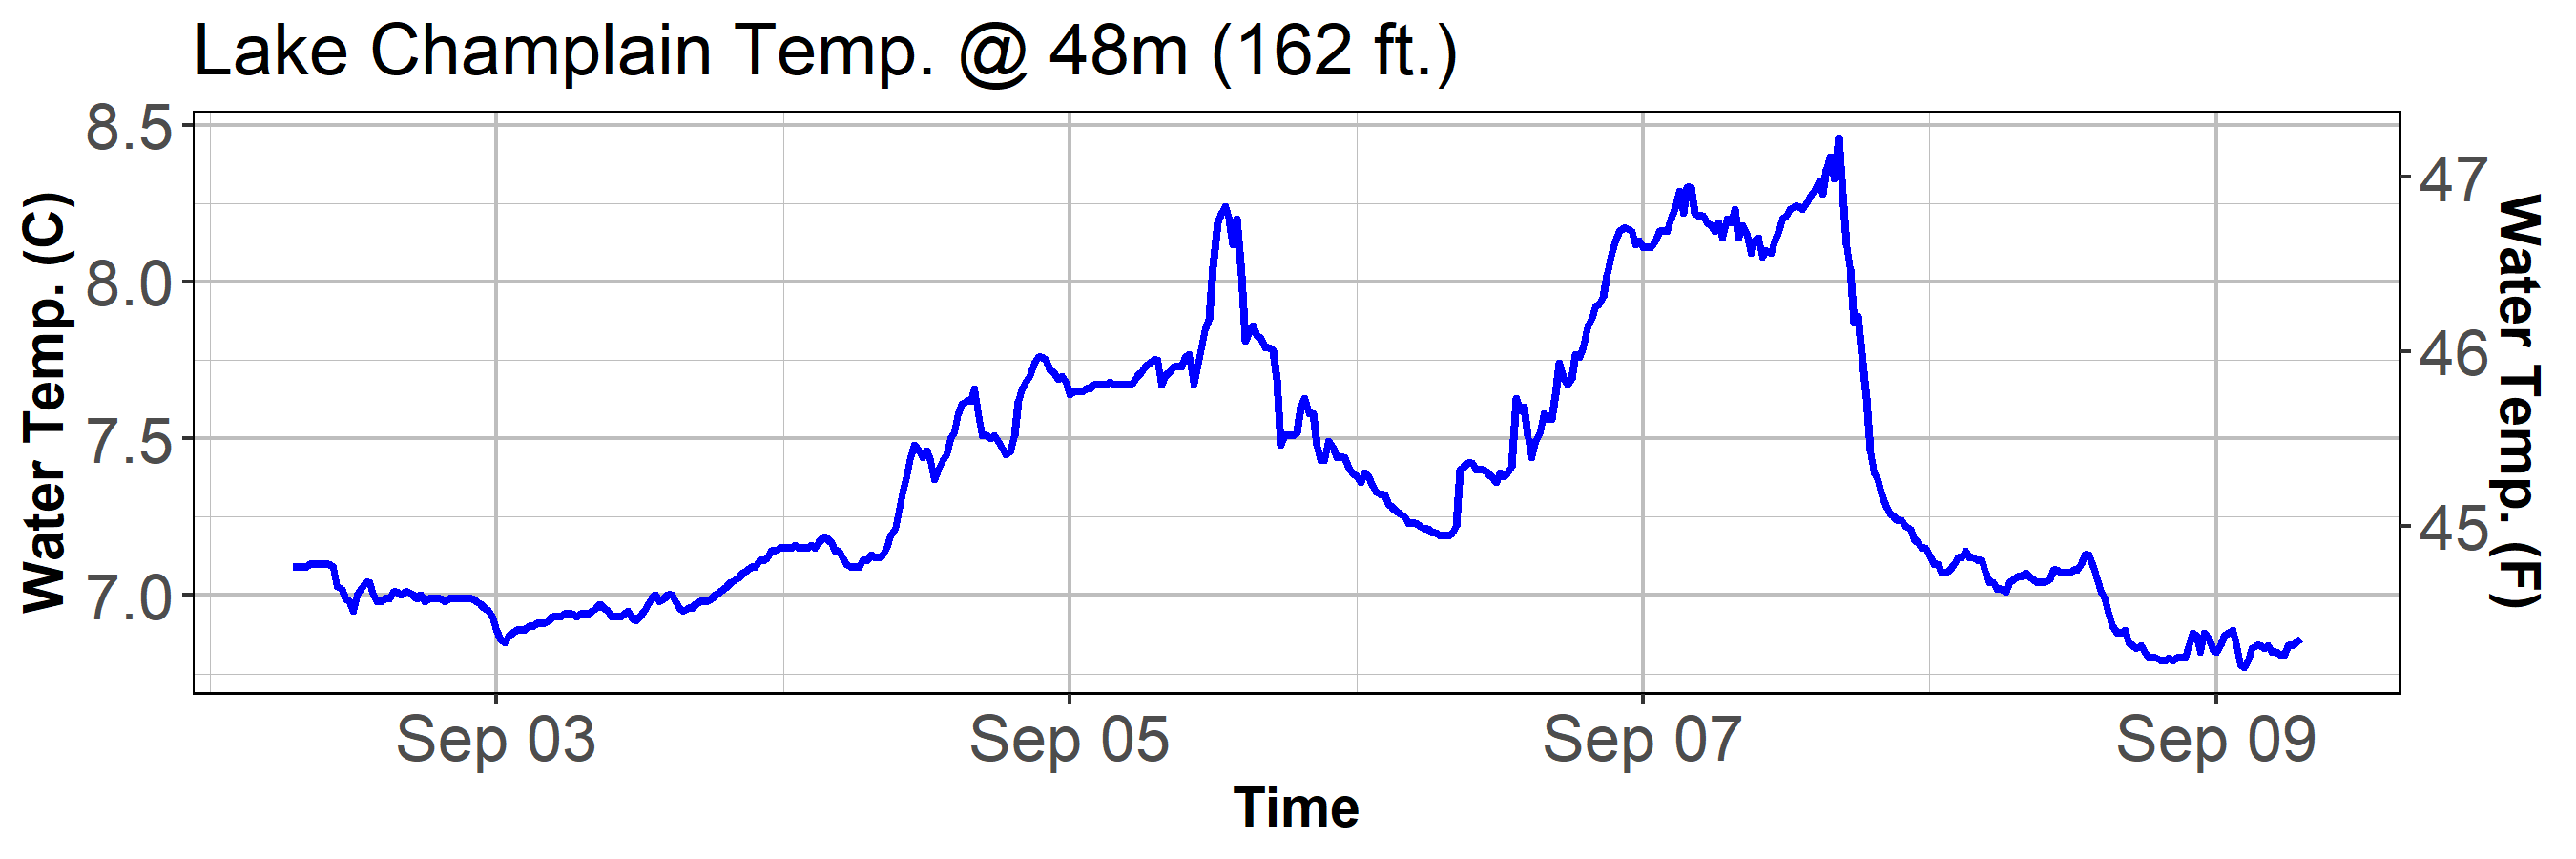 Lake Champlain Temp. @ 48m (162 ft.)
Water Temp. (C)
8.5
8.0
7.5
7.0
47
46
45
Water Temp. (F)
Sep 03
Sep 05
Sep 07
Sep 09
Time